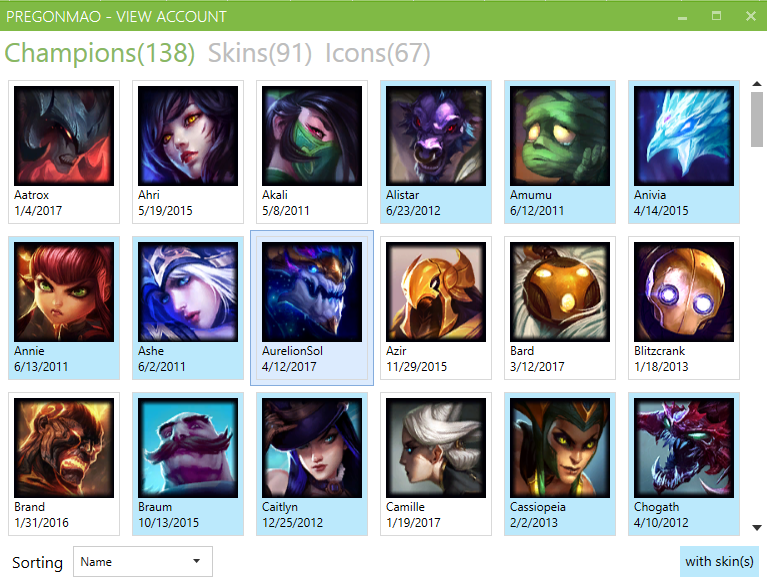 PREGONMAO - VIEW ACCOUNT
Champions(138) Skins(91) Icons(67)
Aatrox
1/4/2017
Ahri
5/19/2015
Akali
5/8/2011
Alistar
6/23/2012
Amumu
6/12/2011
Anivia
4/14/2015
Annie
6/13/2011
Ashe
6/2/2011
AurelionSol
4/12/2017
Azir
11/29/2015
Bard
3/12/2017
Blitzcrank
1/18/2013
Brand
1/31/2016
Braum
10/13/2015
Caitlyn
12/25/2012
Camille
1/19/2017
Cassiopeia
2/2/2013
Chogath
4/10/2012
Sorting
Name
with skin(s)